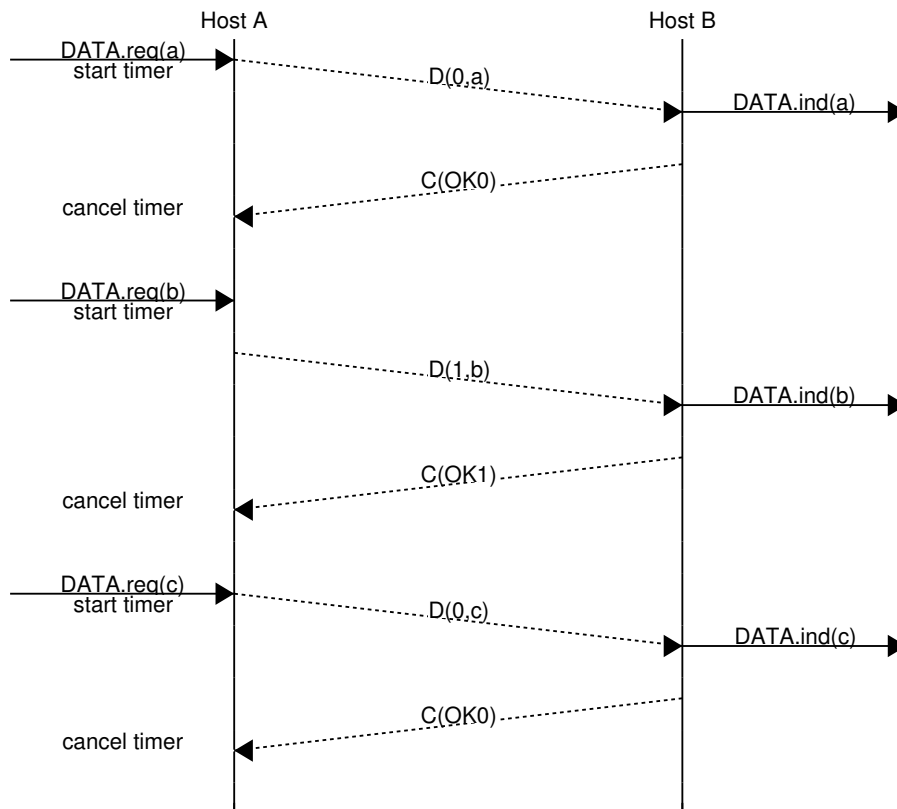 Host A
Host B
DATA.req(a)
start timer
D(0,a)
DATA.ind(a)
C(OK0)
cancel timer
DATA.req(b)
start timer
D(1,b)
DATA.ind(b)
C(OK1)
cancel timer
DATA.req(c)
start timer
D(0,c)
DATA.ind(c)
C(OK0)
cancel timer